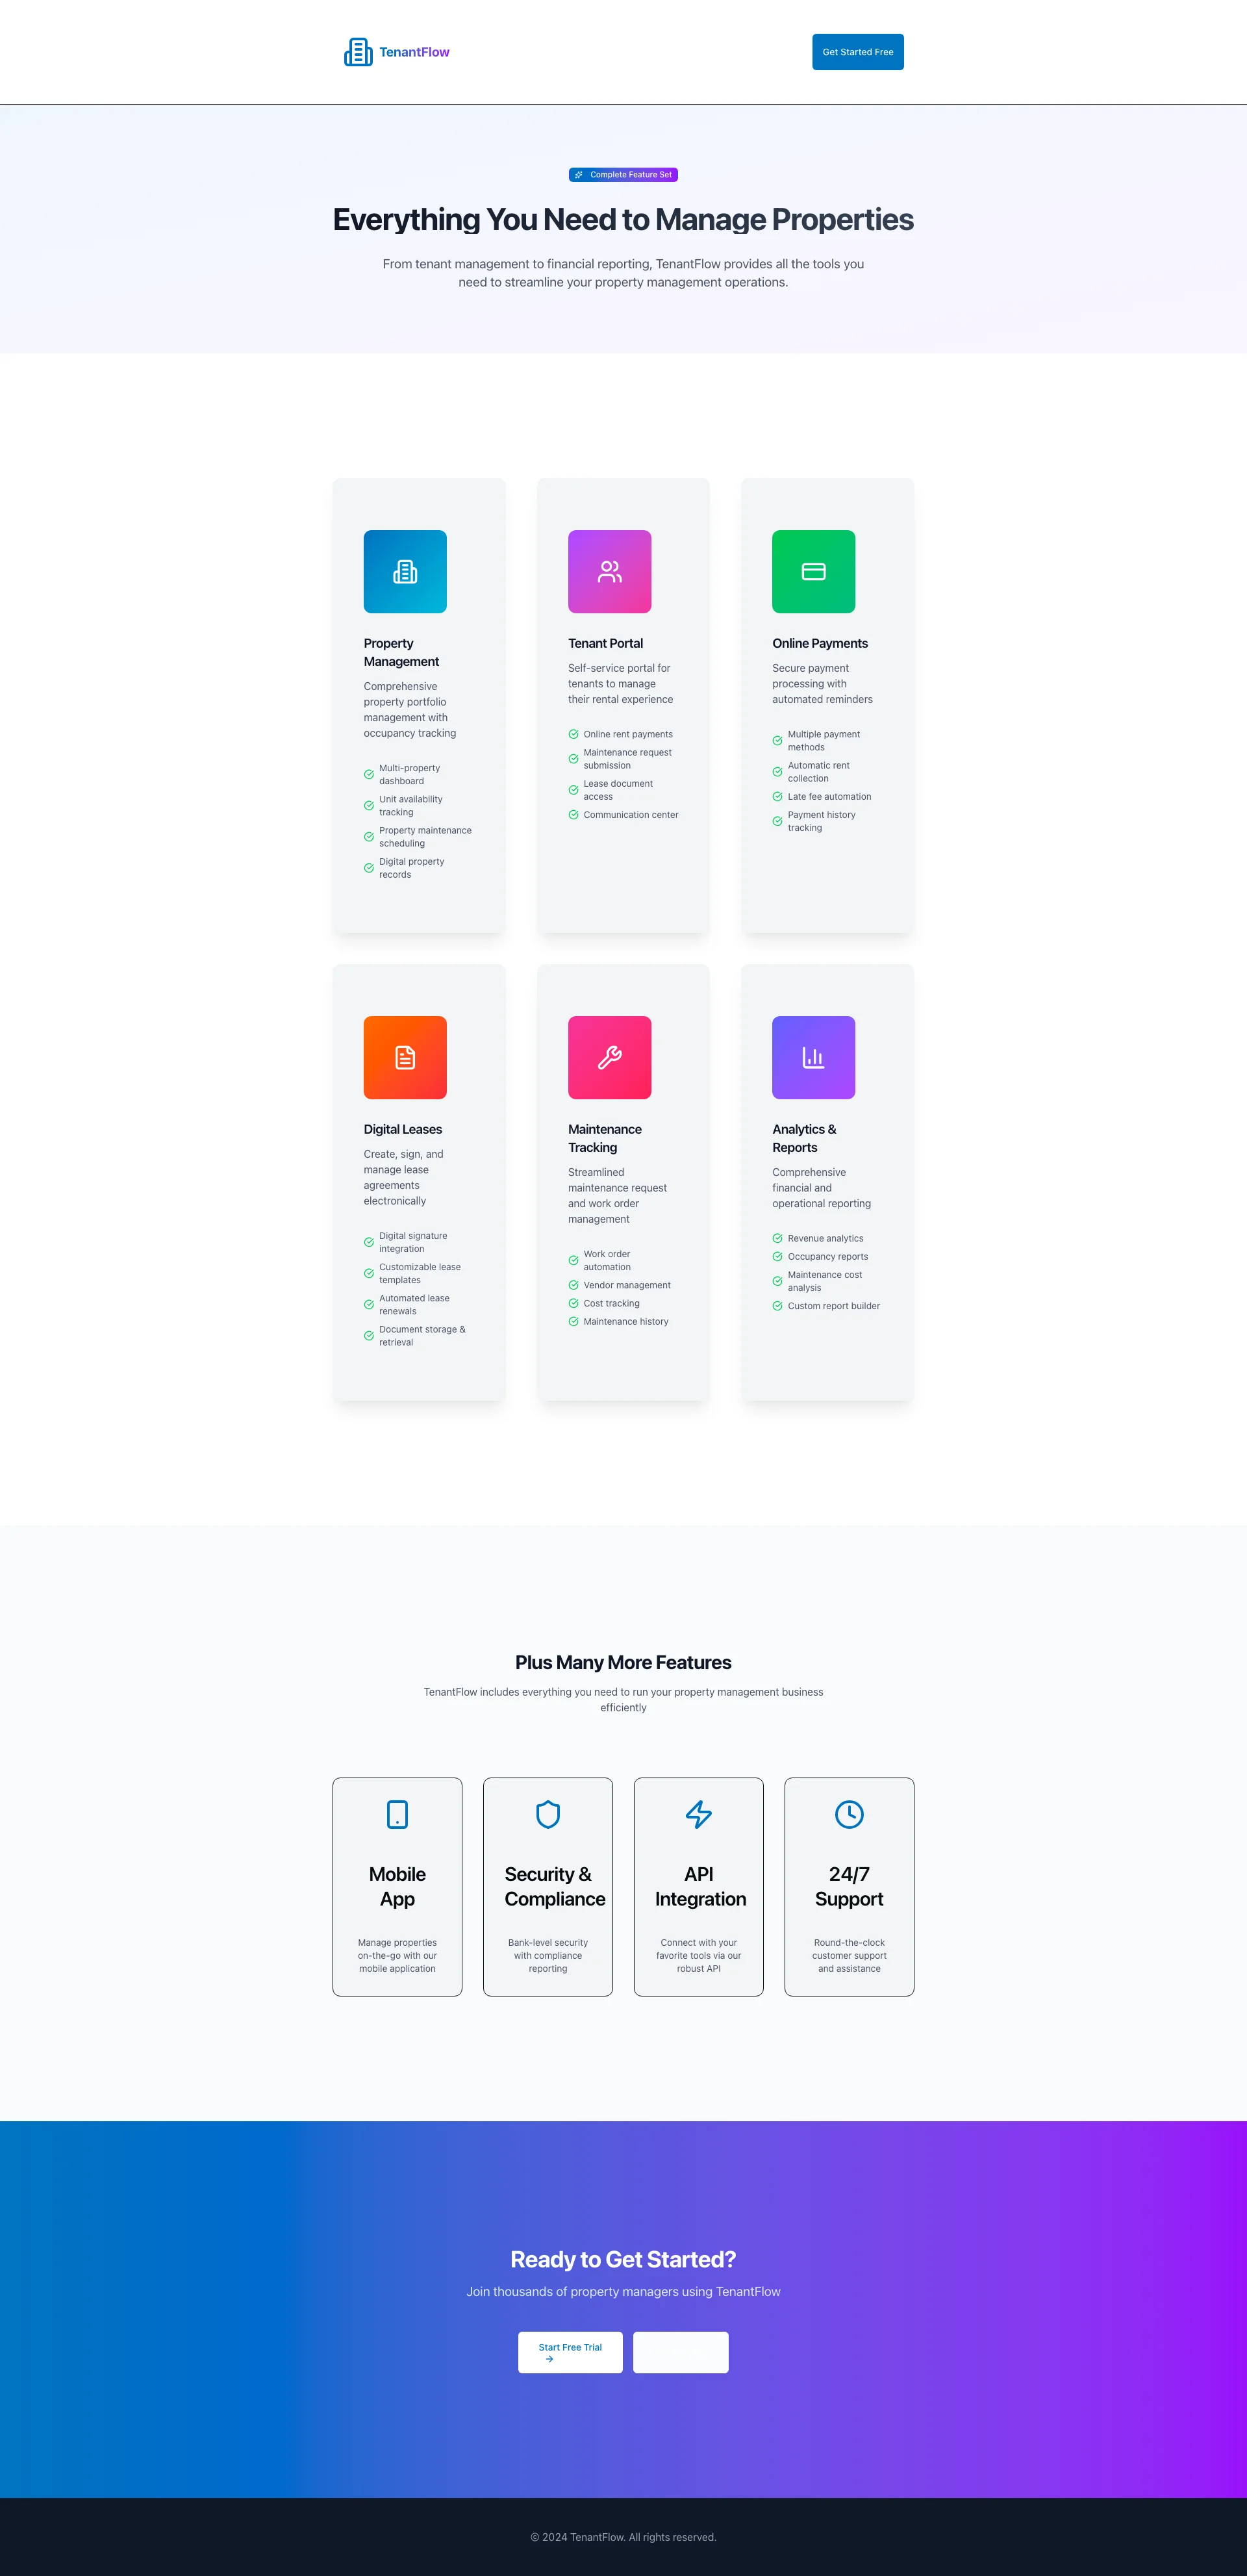 TenantFlow
Get Started Free
Complete Feature Set
Everything You Need to Manage Properties
From tenant management to financial reporting, TenantFlow provides all the tools you
need to streamline your property management operations.
Property
Management
Comprehensive
property portfolio
management with
occupancy tracking
Multi-property
dashboard
Unit availability
tracking
Property maintenance
scheduling
Digital property
records
Tenant Portal
Self-service portal for
tenants to manage
their rental experience
Online rent payments
Maintenance request
submission
Lease document
access
Communication center
Online Payments
Secure payment
processing with
automated reminders
Multiple payment
methods
Automatic rent
collection
Late fee automation
Payment history
tracking
Digital Leases
Create, sign, and
manage lease
agreements
electronically
Digital signature
integration
Customizable lease
templates
Automated lease
renewals
Document storage &
retrieval
Maintenance
Tracking
Streamlined
maintenance request
and work order
management
Work order
automation
Vendor management
Cost tracking
Maintenance history
Analytics &
Reports
Comprehensive
financial and
operational reporting
Revenue analytics
Occupancy reports
Maintenance cost
analysis
Custom report builder
Plus Many More Features
TenantFlow includes everything you need to run your property management business
efficiently
Mobile
App
Manage properties
on-the-go with our
mobile application
Security &
Compliance
Bank-level security
with compliance
reporting
API
Integration
Connect with your
favorite tools via our
robust API
24/7
Support
Round-the-clock
customer support
and assistance
Ready to Get Started?
Join thousands of property managers using TenantFlow
Start Free Trial
© 2024 TenantFlow. All rights reserved.